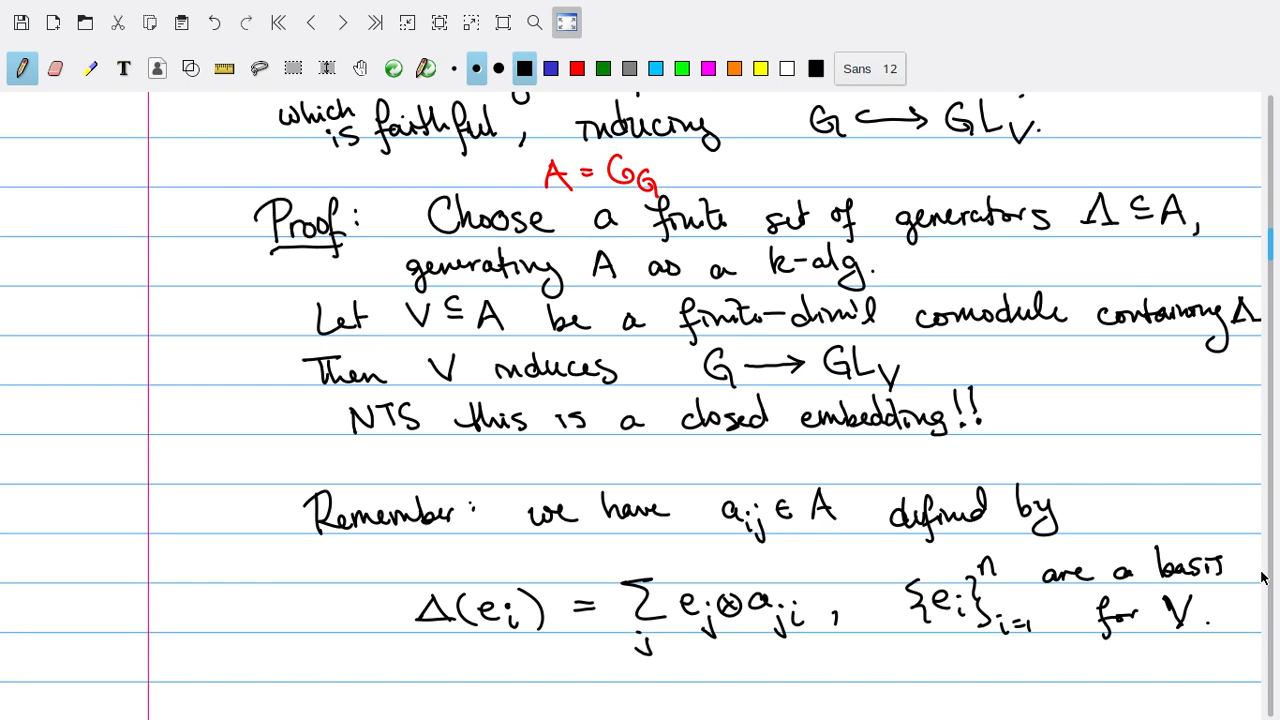 Sans 12
which is faithful, inducing G ↪ GL_V.
A = O_G
Proof: Choose a finite set of generators Λ ⊆ A,
generating A as a k-alg.
Let V ⊆ A be a finite-dim'l comodule containing Λ
Then V induces G → GL_V
NTS this is a closed embedding!!
Remember: we have a_ij ∈ A defined by
Δ(e_i) = Σ_j e_j ⊗ a_ji , {e_i}_{i=1}^n are a basis for V.